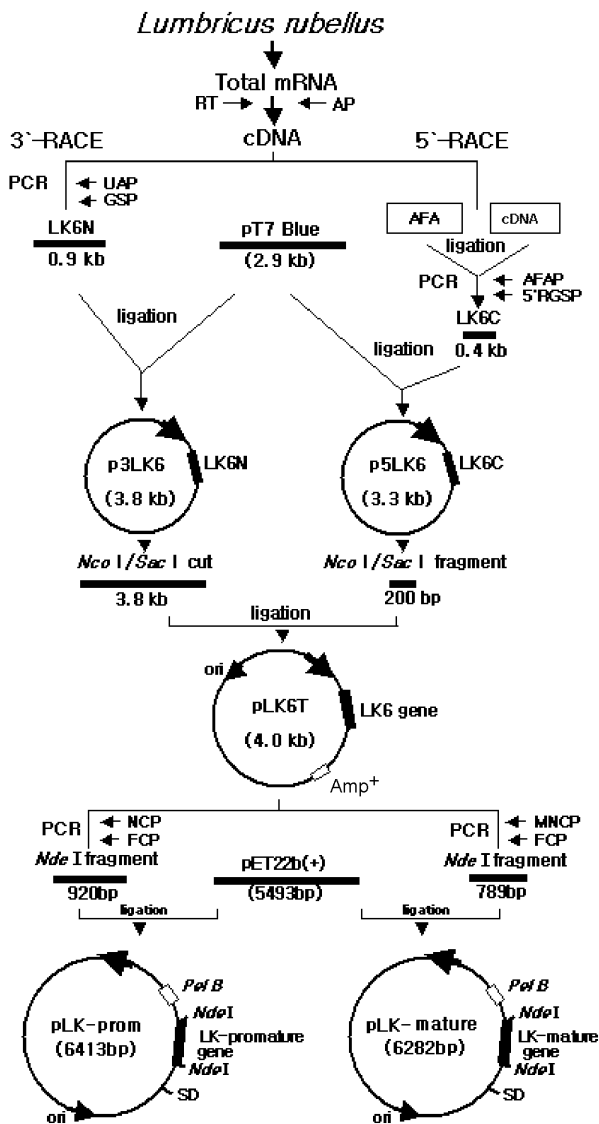 Lumbricus rubellus
Total mRNA
RT
AP
3`-RACE
cDNA
5`-RACE
PCR
UAP
GSP
LK6N
0.9 kb
pT7 Blue
(2.9 kb)
AFA
cDNA
ligation
PCR
AFAP
5'RGSP
LK6C
0.4 kb
ligation
ligation
p3LK6
(3.8 kb)
LK6N
p5LK6
(3.3 kb)
LK6C
Nco I/Sac I cut
3.8 kb
Nco I/Sac I fragment
200 bp
ligation
ori
pLK6T
(4.0 kb)
LK6 gene
Amp+
PCR
NCP
FCP
Nde I fragment
920bp
pET22b(+)
(5493bp)
PCR
MNCP
FCP
Nde I fragment
789bp
ligation
ligation
pLK-prom
(6413bp)
Pel B
Nde I
LK-promature
gene
Nde I
SD
ori
pLK-mature
(6282bp)
Pel B
Nde I
LK-mature
gene
Nde I
SD
ori